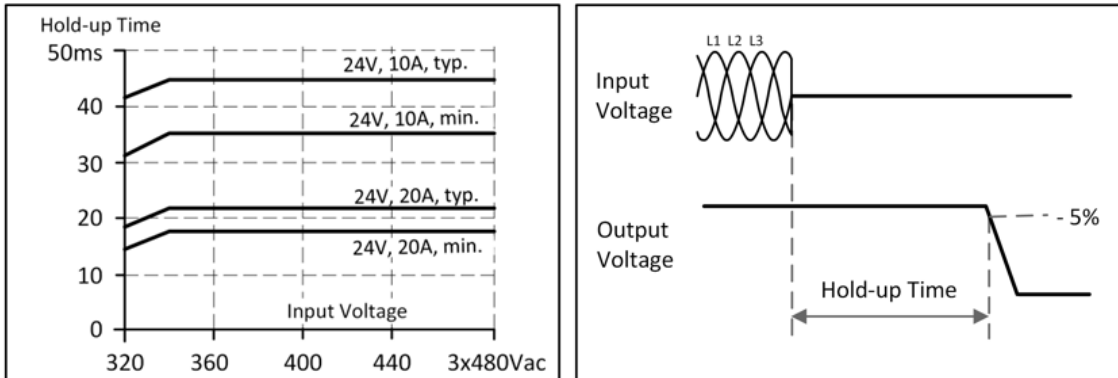 Hold-up Time
50ms
24V, 10A, typ.
40
24V, 10A, min.
30
24V, 20A, typ.
20
24V, 20A, min.
10
Input Voltage
0
320 360 400 440 3x480Vac
L1 L2 L3
Input
Voltage
Output
Voltage
- 5%
Hold-up Time